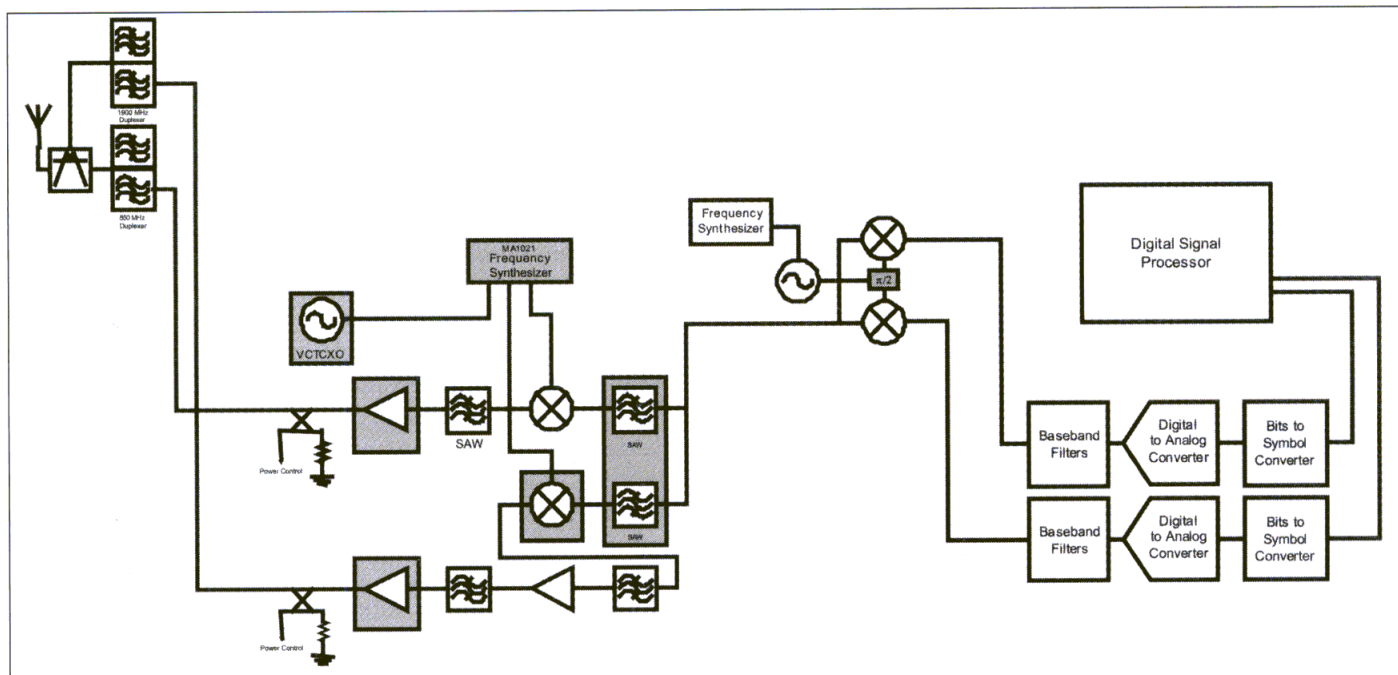 1900 MHz
Duplexer
850 MHz
Duplexer
MA1021
Frequency
Synthesizer
VCTCXO
SAW
Power Control
SAW
SAW
Power Control
Frequency
Synthesizer
π/2
Digital Signal
Processor
Baseband
Filters
Digital
to Analog
Converter
Bits to
Symbol
Converter
Baseband
Filters
Digital
to Analog
Converter
Bits to
Symbol
Converter